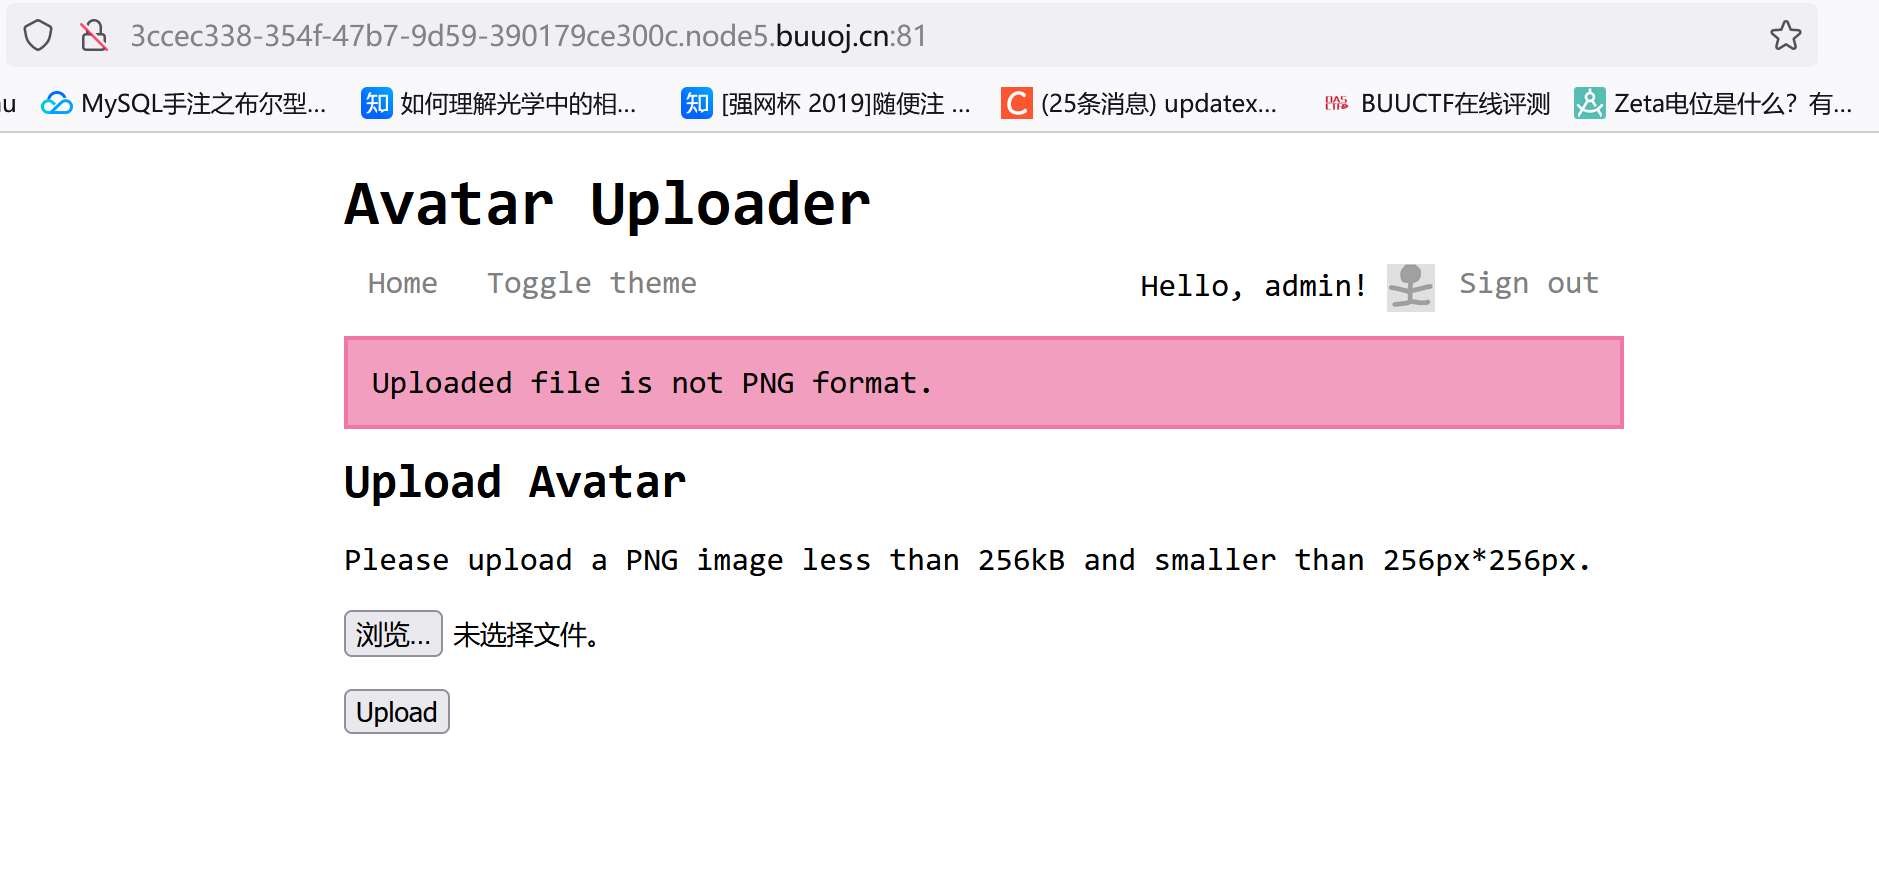 3ccec338-354f-47b7-9d59-390179ce300c.node5.buuoj.cn:81
MySQL手注之布尔型... 知 如何理解光学中的相... 知 [强网杯 2019]随便注 ... C (25条消息) updatex... BUUCTF在线评测 Zeta电位是什么？有...
Avatar Uploader
Home Toggle theme Hello, admin! Sign out
Uploaded file is not PNG format.
Upload Avatar
Please upload a PNG image less than 256kB and smaller than 256px*256px.
浏览... 未选择文件。
Upload